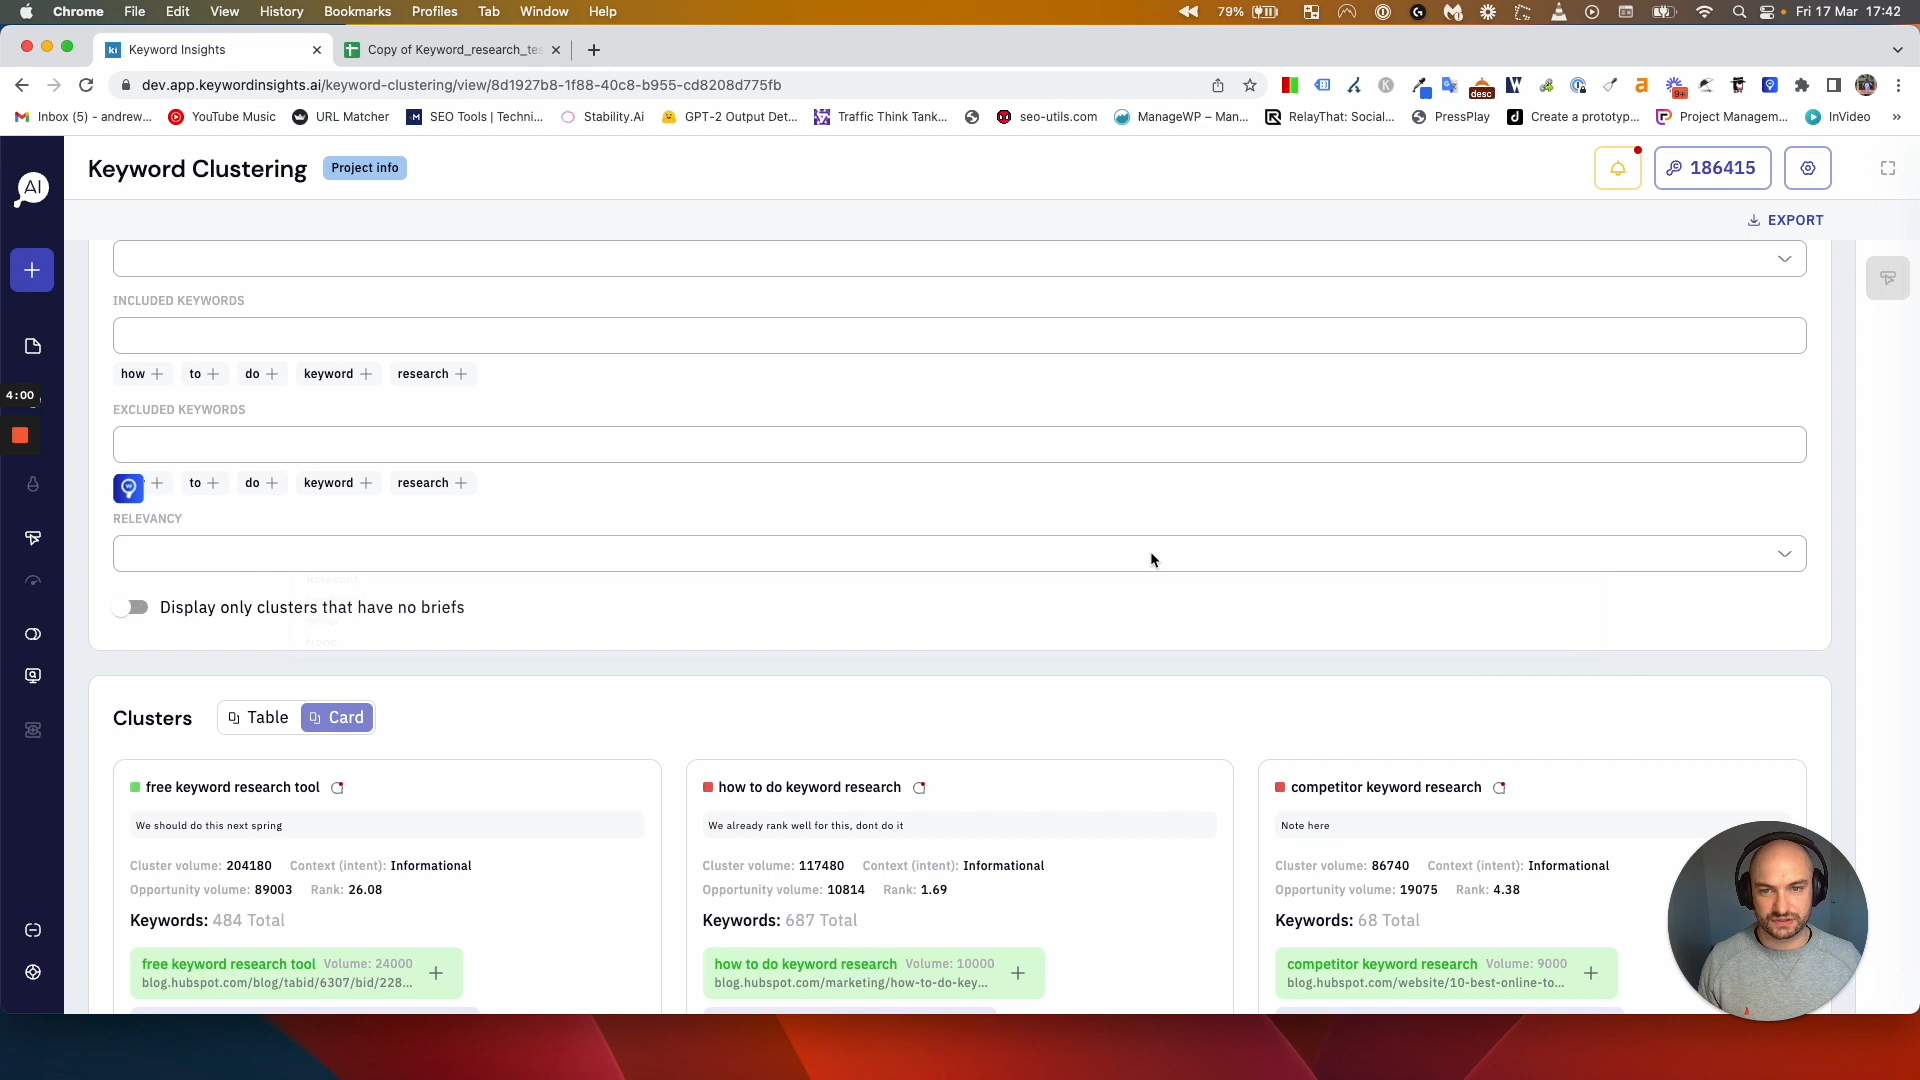 Chrome File Edit View History Bookmarks Profiles Tab Window Help 79% Fri 17 Mar 17:42
Keyword Insights Copy of Keyword_research_tes
dev.app.keywordinsights.ai/keyword-clustering/view/8d1927b8-1f88-40c8-b955-cd8208d775fb
desc 9+
Inbox (5) - andrew... YouTube Music URL Matcher SEO Tools | Techni... Stability.Ai GPT-2 Output Det... Traffic Think Tank... seo-utils.com ManageWP – Man... RelayThat: Social... PressPlay Create a prototyp... Project Managem... InVideo »
AI
Keyword Clustering Project info 186415
EXPORT
INCLUDED KEYWORDS
how to do keyword research
4:00
EXCLUDED KEYWORDS
to do keyword research
RELEVANCY
Relevant
Display only clusters that have no briefs
None
Clusters Table Card
free keyword research tool
We should do this next spring
Cluster volume: 204180 Context (intent): Informational
Opportunity volume: 89003 Rank: 26.08
Keywords: 484 Total
free keyword research tool Volume: 24000
blog.hubspot.com/blog/tabid/6307/bid/228...
how to do keyword research
We already rank well for this, dont do it
Cluster volume: 117480 Context (intent): Informational
Opportunity volume: 10814 Rank: 1.69
Keywords: 687 Total
how to do keyword research Volume: 10000
blog.hubspot.com/marketing/how-to-do-key...
competitor keyword research
Note here
Cluster volume: 86740 Context (intent): Informational
Opportunity volume: 19075 Rank: 4.38
Keywords: 68 Total
competitor keyword research Volume: 9000
blog.hubspot.com/website/10-best-online-to...